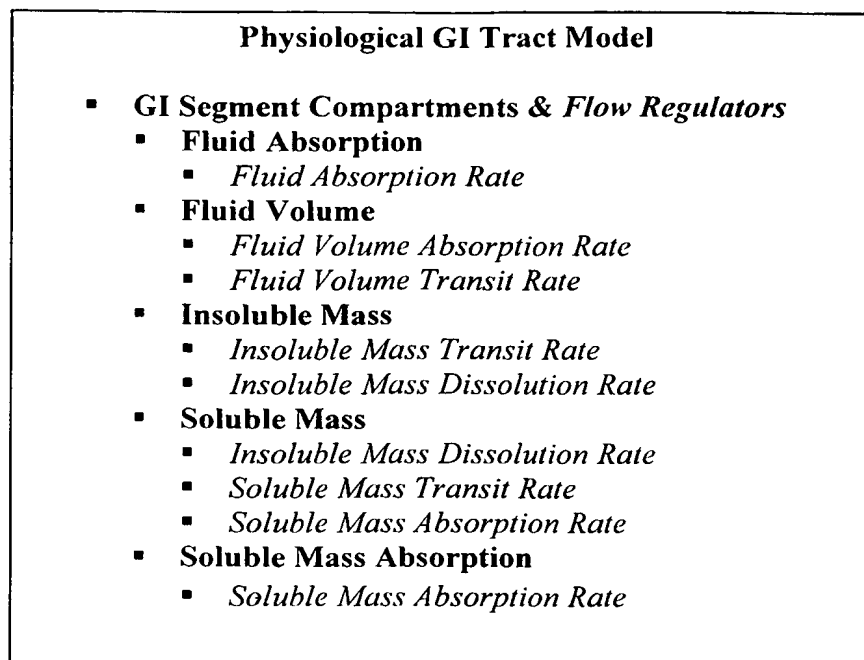 Physiological GI Tract Model
▪ GI Segment Compartments & Flow Regulators
▪ Fluid Absorption
▪ Fluid Absorption Rate
▪ Fluid Volume
▪ Fluid Volume Absorption Rate
▪ Fluid Volume Transit Rate
▪ Insoluble Mass
▪ Insoluble Mass Transit Rate
▪ Insoluble Mass Dissolution Rate
▪ Soluble Mass
▪ Insoluble Mass Dissolution Rate
▪ Soluble Mass Transit Rate
▪ Soluble Mass Absorption Rate
▪ Soluble Mass Absorption
▪ Soluble Mass Absorption Rate